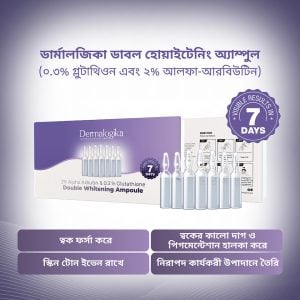 ডার্মালজিকা ডাবল হোয়াইটেনিং অ্যাম্পুল
(০.৩% গ্লুটাথিওন এবং ২% আলফা-আরবিউটিন)
VISIBLE RESULTS IN
7
DAYS
Dermalogika
7
2% Alpha Arbutin & 0.3% Glutathione
Double Whitening Ampoule
ত্বক ফর্সা করে
ত্বকের কালো দাগ ও
পিগমেন্টেশন হালকা করে
স্কিন টোন ইভেন রাখে
নিরাপদ কার্যকরী উপাদানে তৈরি